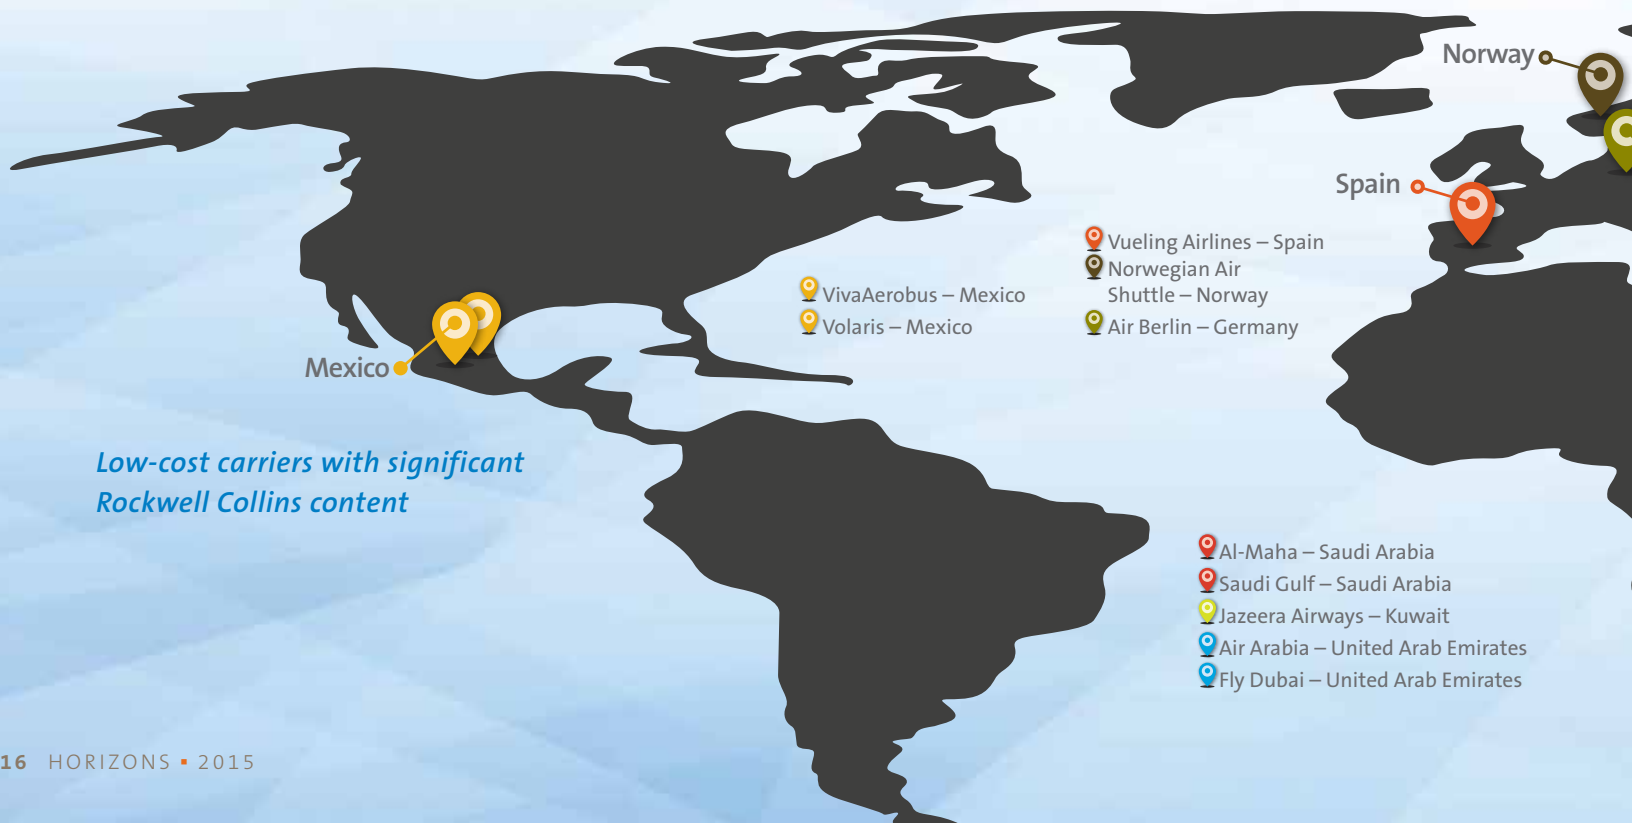 Norway
Spain
Vueling Airlines – Spain
Norwegian Air
Shuttle – Norway
Air Berlin – Germany
VivaAerobus – Mexico
Volaris – Mexico
Mexico
Low-cost carriers with significant
Rockwell Collins content
Al-Maha – Saudi Arabia
Saudi Gulf – Saudi Arabia
Jazeera Airways – Kuwait
Air Arabia – United Arab Emirates
Fly Dubai – United Arab Emirates
16 HORIZONS ▪ 2015